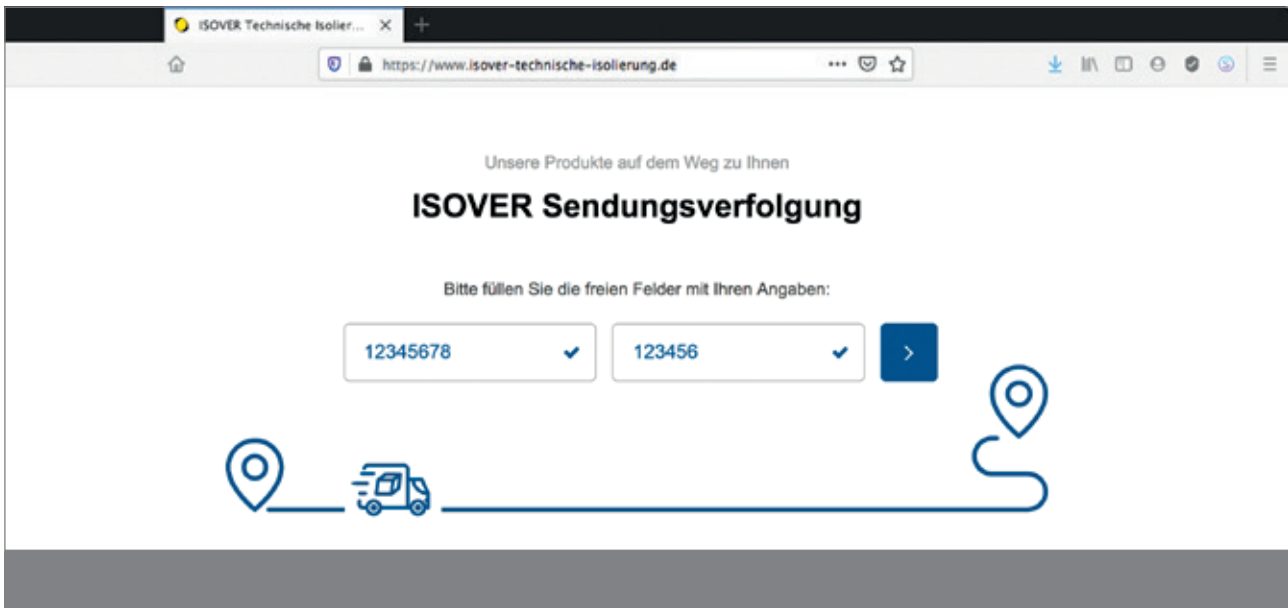 ISOVER Technische Isolier...
https://www.isover-technische-isolierung.de
Unsere Produkte auf dem Weg zu Ihnen
ISOVER Sendungsverfolgung
Bitte füllen Sie die freien Felder mit Ihren Angaben:
12345678
123456